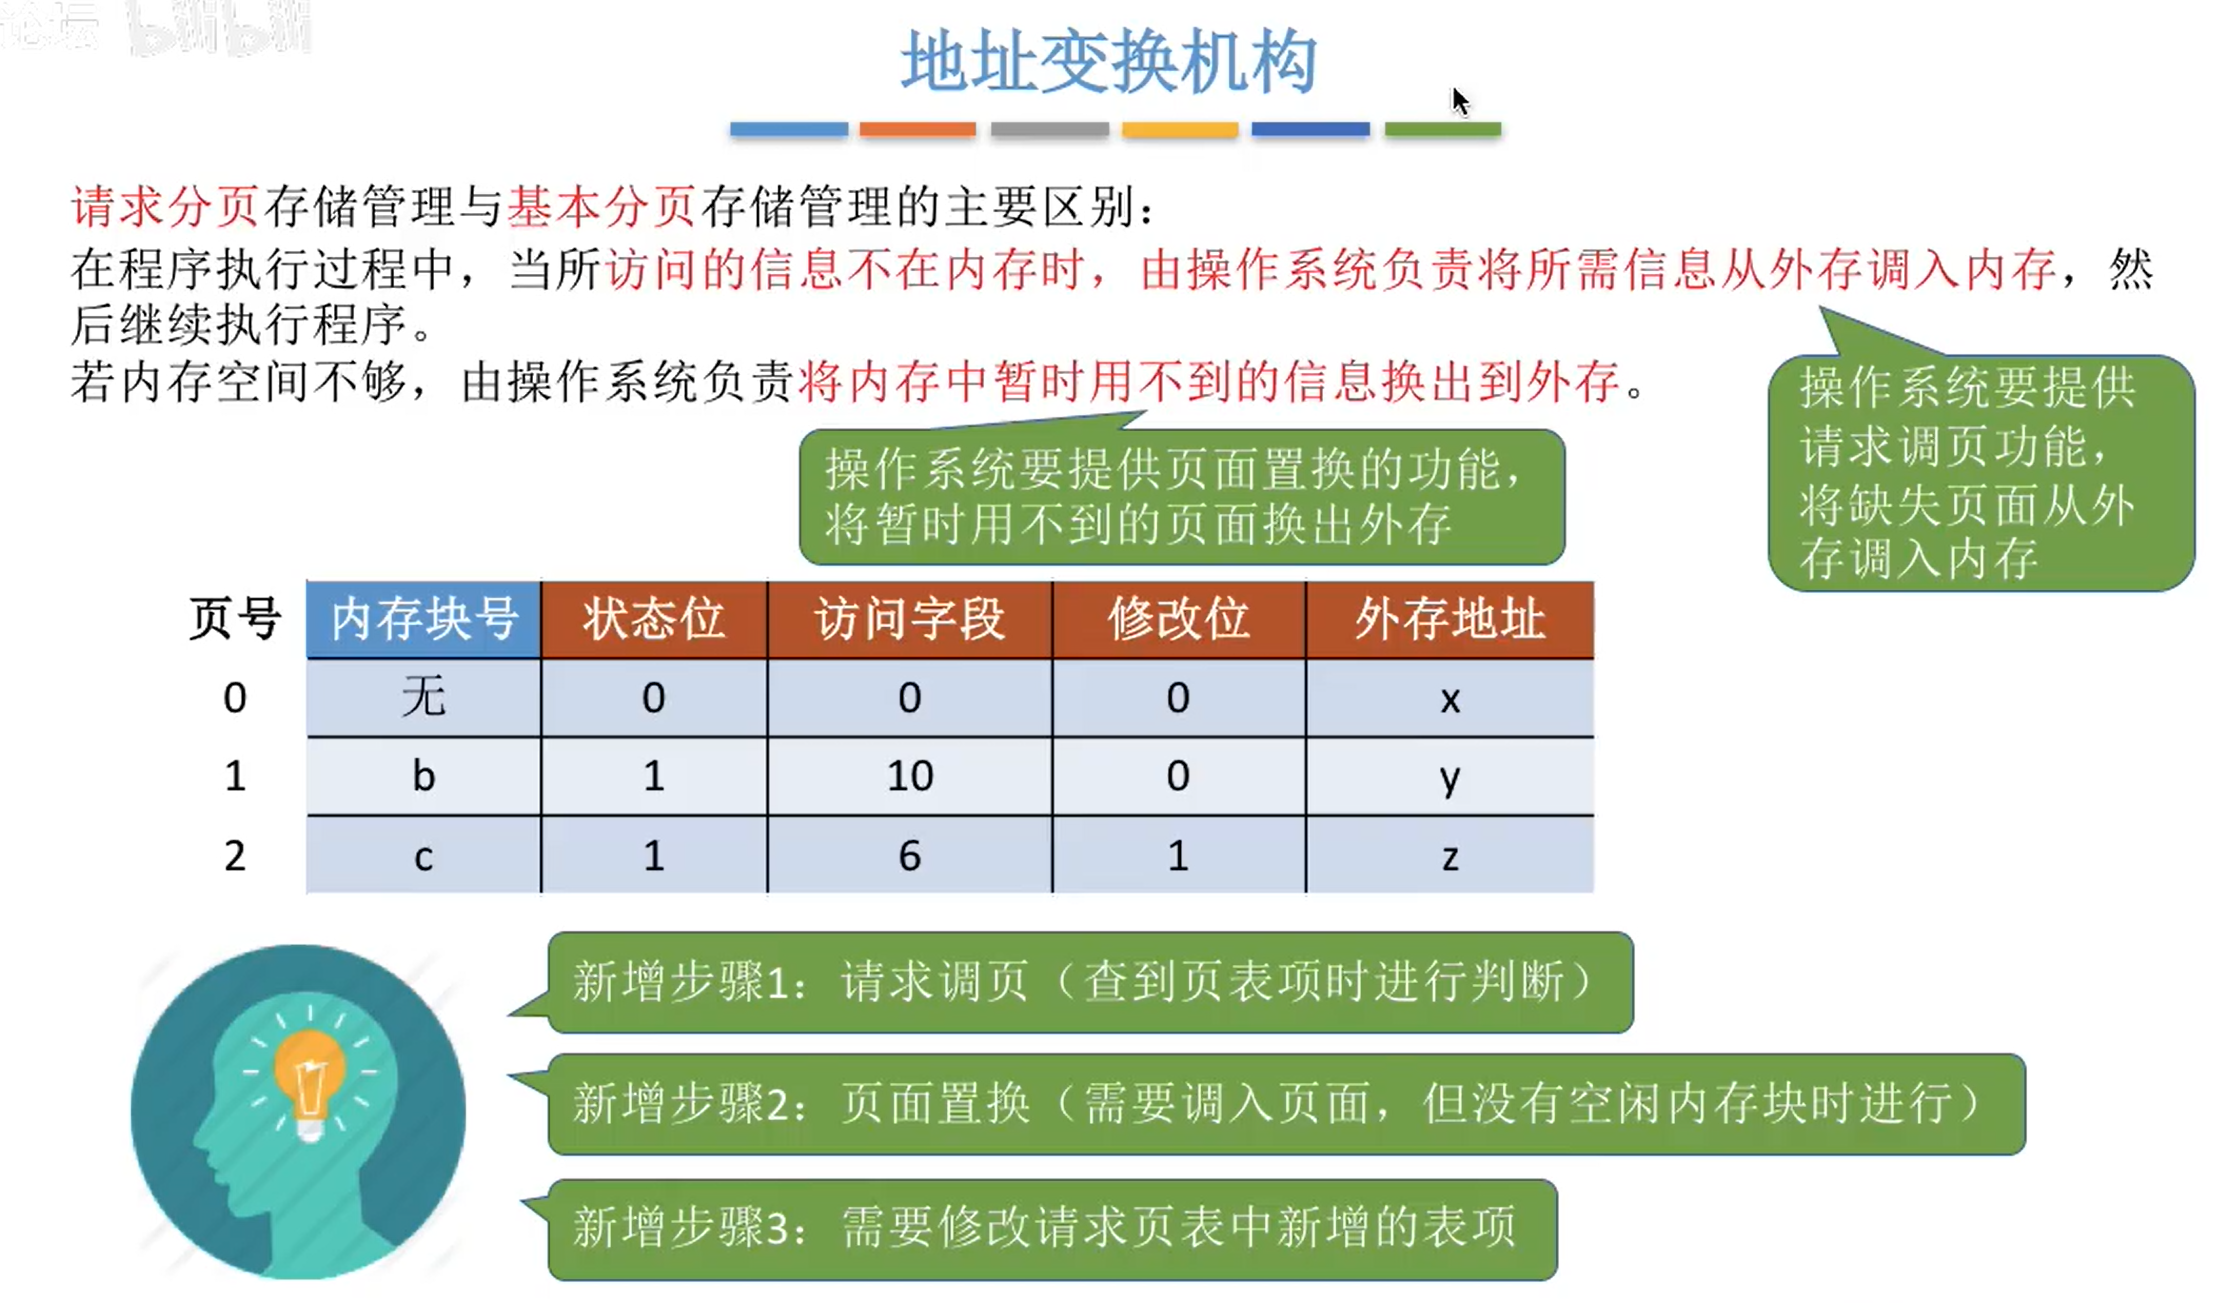 论坛 bilibili
地址变换机构
请求分页存储管理与基本分页存储管理的主要区别：
在程序执行过程中，当所访问的信息不在内存时，由操作系统负责将所需信息从外存调入内存，然
后继续执行程序。
若内存空间不够，由操作系统负责将内存中暂时用不到的信息换出到外存。
操作系统要提供
请求调页功能，
将缺失页面从外
存调入内存
操作系统要提供页面置换的功能，
将暂时用不到的页面换出外存
页号 内存块号 状态位 访问字段 修改位 外存地址
0 无 0 0 0 x
1 b 1 10 0 y
2 c 1 6 1 z
新增步骤1：请求调页（查到页表项时进行判断）
新增步骤2：页面置换（需要调入页面，但没有空闲内存块时进行）
新增步骤3：需要修改请求页表中新增的表项